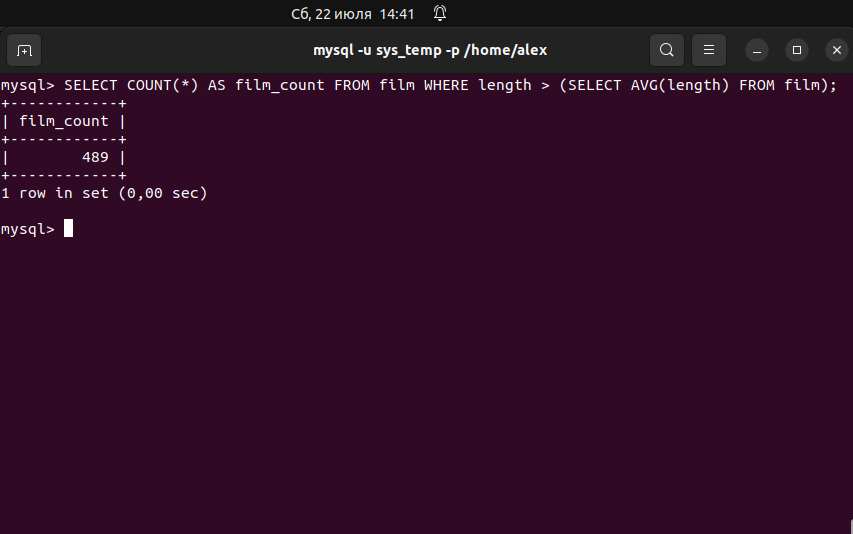 Сб, 22 июля 14:41
mysql -u sys_temp -p /home/alex
mysql> SELECT COUNT(*) AS film_count FROM film WHERE length > (SELECT AVG(length) FROM film);
+------------+
| film_count |
+------------+
|        489 |
+------------+
1 row in set (0,00 sec)
mysql>